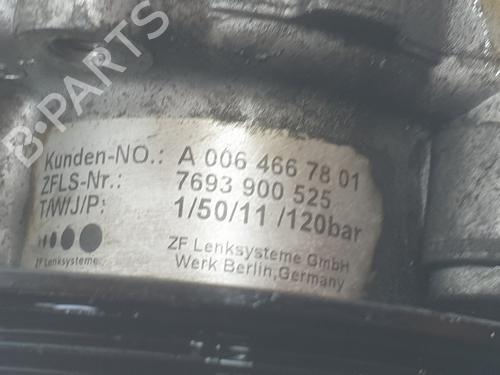 B-PARTS
Kunden-NO.: A 006 466 78 01
ZFLS-Nr.: 7693 900 525
T/W/J/P: 1/50/11 /120bar
ZF Lenksysteme
ZF Lenksysteme GmbH
Werk Berlin,Germany